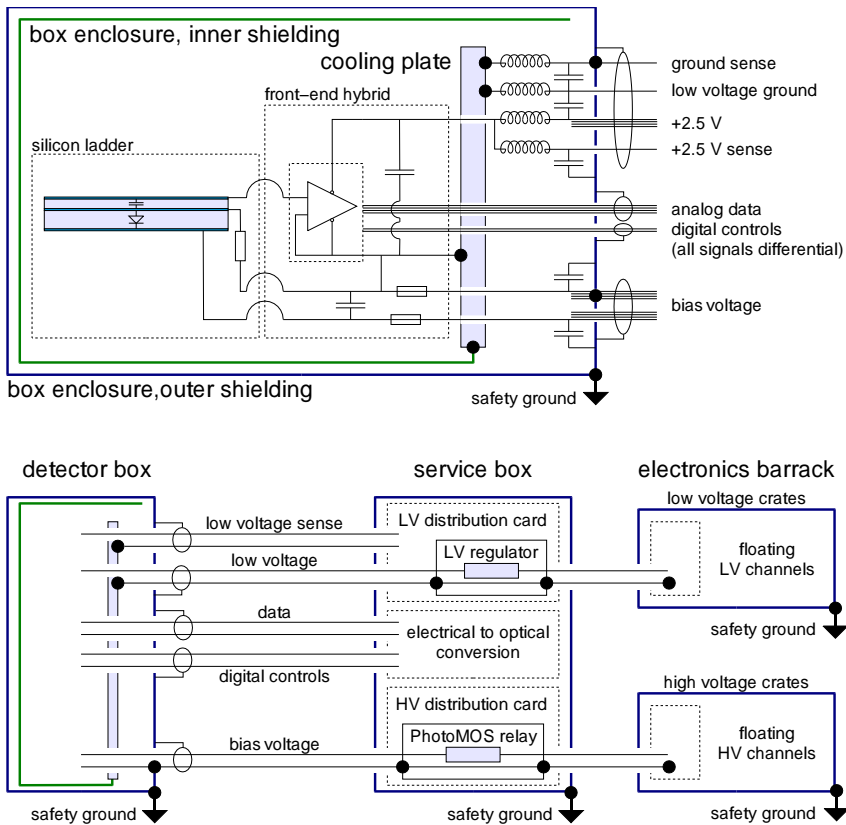 box enclosure, inner shielding
cooling plate
front–end hybrid
silicon ladder
ground sense
low voltage ground
+2.5 V
+2.5 V sense
analog data
digital controls
(all signals differential)
bias voltage
box enclosure,outer shielding
safety ground
detector box
service box
electronics barrack
low voltage crates
low voltage sense
LV distribution card
LV regulator
floating
LV channels
low voltage
safety ground
data
electrical to optical
conversion
digital controls
high voltage crates
HV distribution card
PhotoMOS relay
floating
HV channels
bias voltage
safety ground
safety ground
safety ground